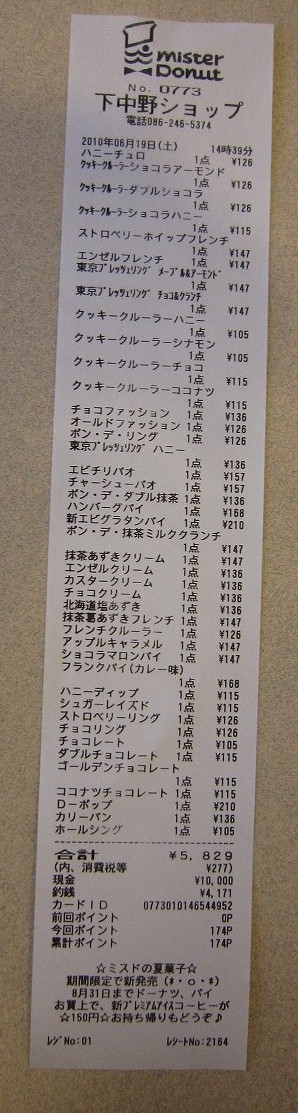 mister Donut
No. 0773
下中野ショップ
電話086-246-5374
2010年06月19日(土) 14時39分
ハニーチュロ 1点 ¥126
クッキークルーラーショコラアーモンド
1点 ¥126
クッキークルーラーダブルショコラ
1点 ¥126
クッキークルーラーショコラハニー
1点 ¥115
ストロベリーホイップフレンチ
1点 ¥147
エンゼルフレンチ 1点 ¥147
東京ブレッツェリング メープル&アーモンド
1点 ¥147
東京ブレッツェリング チョコ&クランチ
1点 ¥147
クッキークルーラーハニー
1点 ¥105
クッキークルーラーシナモン
1点 ¥105
クッキークルーラーチョコ
1点 ¥115
クッキークルーラーココナツ
1点 ¥115
チョコファッション 1点 ¥136
オールドファッション 1点 ¥126
ポン・デ・リング 1点 ¥126
東京ブレッツェリング ハニー
1点 ¥136
エビチリパオ 1点 ¥157
チャーシューパオ 1点 ¥157
ポン・デ・ダブル抹茶 1点 ¥136
ハンバーグパイ 1点 ¥168
新エビグラタンパイ 1点 ¥210
ポン・デ・抹茶ミルククランチ
1点 ¥147
抹茶あずきクリーム 1点 ¥147
エンゼルクリーム 1点 ¥136
カスタークリーム 1点 ¥136
チョコクリーム 1点 ¥136
北海道塩あずき 1点 ¥136
抹茶葛あずきフレンチ 1点 ¥147
フレンチクルーラー 1点 ¥126
アップルキャラメル 1点 ¥147
ショコラマロンパイ 1点 ¥147
フランクパイ(カレー味)
1点 ¥168
ハニーディップ 1点 ¥115
シュガーレイズド 1点 ¥115
ストロベリーリング 1点 ¥126
チョコリング 1点 ¥126
チョコレート 1点 ¥105
ダブルチョコレート 1点 ¥115
ゴールデンチョコレート
1点 ¥115
ココナツチョコレート 1点 ¥115
D-ポップ 1点 ¥210
カリーパン 1点 ¥136
ホールシング 1点 ¥105
合計 ¥5,829
(内、消費税等 ¥277)
現金 ¥10,000
釣銭 ¥4,171
カードID 0773010146544952
前回ポイント 0P
今回ポイント 174P
累計ポイント 174P
☆ミスドの夏菓子☆
期間限定で新発売(*・o・*)
8月31日までドーナツ、パイ
お買上で、新プレミアムアイスコーヒーが
☆150円☆お持ち帰りもどうぞ♪
レジNo:01 レシートNo:2164